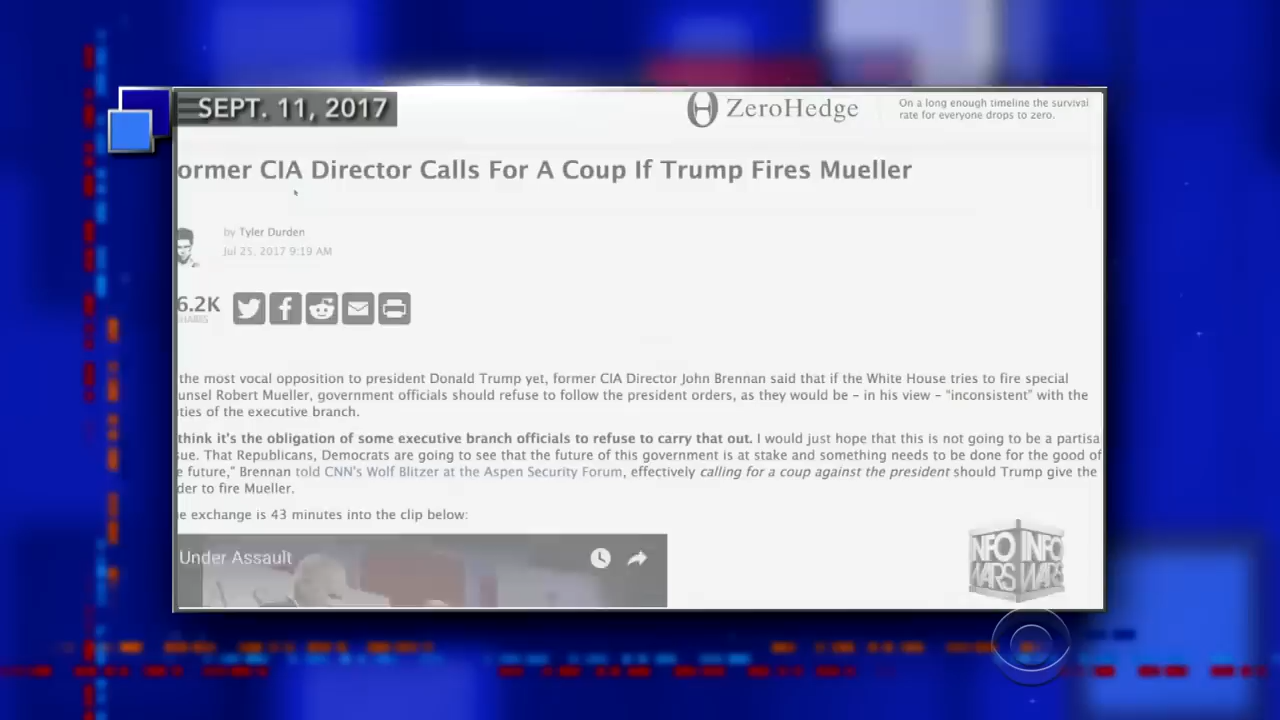 SEPT. 11, 2017
ZeroHedge
On a long enough timeline the survival
rate for everyone drops to zero.
ormer CIA Director Calls For A Coup If Trump Fires Mueller
by Tyler Durden
Jul 25, 2017 9:19 AM
6.2K
HARES
the most vocal opposition to president Donald Trump yet, former CIA Director John Brennan said that if the White House tries to fire special
unsel Robert Mueller, government officials should refuse to follow the president orders, as they would be – in his view – “inconsistent” with the
ties of the executive branch.
think it's the obligation of some executive branch officials to refuse to carry that out. I would just hope that this is not going to be a partisa
ue. That Republicans, Democrats are going to see that the future of this government is at stake and something needs to be done for the good of
e future,” Brennan told CNN's Wolf Blitzer at the Aspen Security Forum, effectively calling for a coup against the president should Trump give the
der to fire Mueller.
e exchange is 43 minutes into the clip below:
Under Assault
INFO INFO
WARS WARS